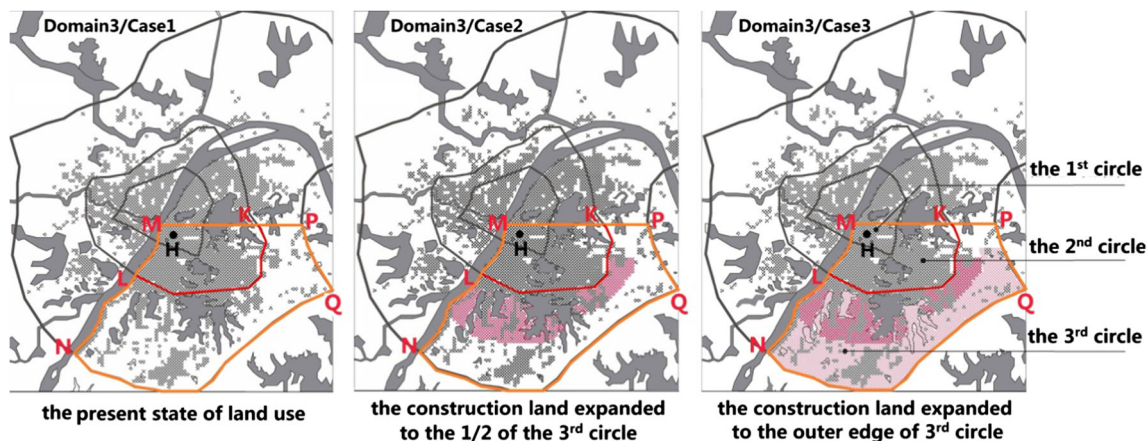 Domain3/Case1
Domain3/Case2
Domain3/Case3
the 1st circle
M
K
P
H
L
Q
N
M
K
P
H
L
Q
N
M
K
P
H
L
Q
N
the 2nd circle
the 3rd circle
the present state of land use
the construction land expanded
to the 1/2 of the 3rd circle
the construction land expanded
to the outer edge of 3rd circle